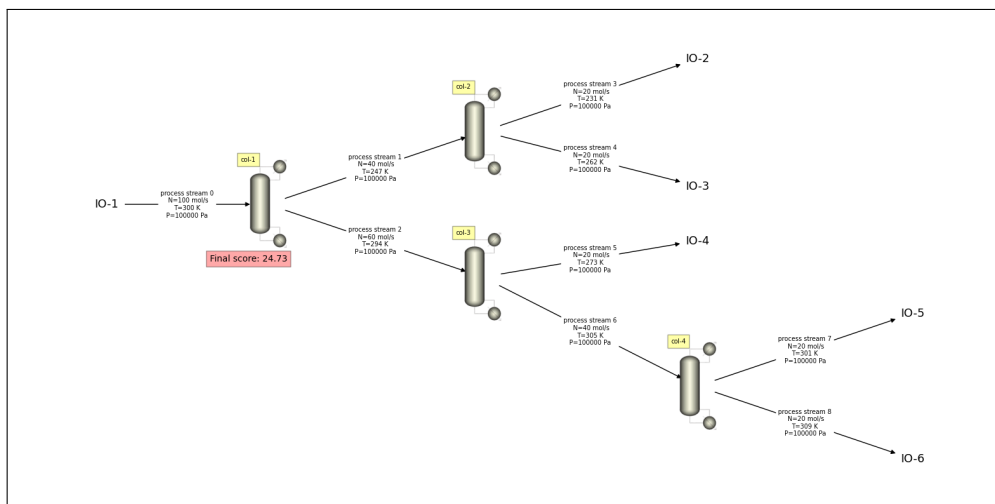 IO-1
process stream 0
N=100 mol/s
T=300 K
P=100000 Pa
col-1
Final score: 24.73
process stream 1
N=40 mol/s
T=247 K
P=100000 Pa
process stream 2
N=60 mol/s
T=294 K
P=100000 Pa
col-2
process stream 3
N=20 mol/s
T=231 K
P=100000 Pa
IO-2
process stream 4
N=20 mol/s
T=262 K
P=100000 Pa
IO-3
col-3
process stream 5
N=20 mol/s
T=273 K
P=100000 Pa
IO-4
process stream 6
N=40 mol/s
T=305 K
P=100000 Pa
col-4
process stream 7
N=20 mol/s
T=301 K
P=100000 Pa
IO-5
process stream 8
N=20 mol/s
T=309 K
P=100000 Pa
IO-6